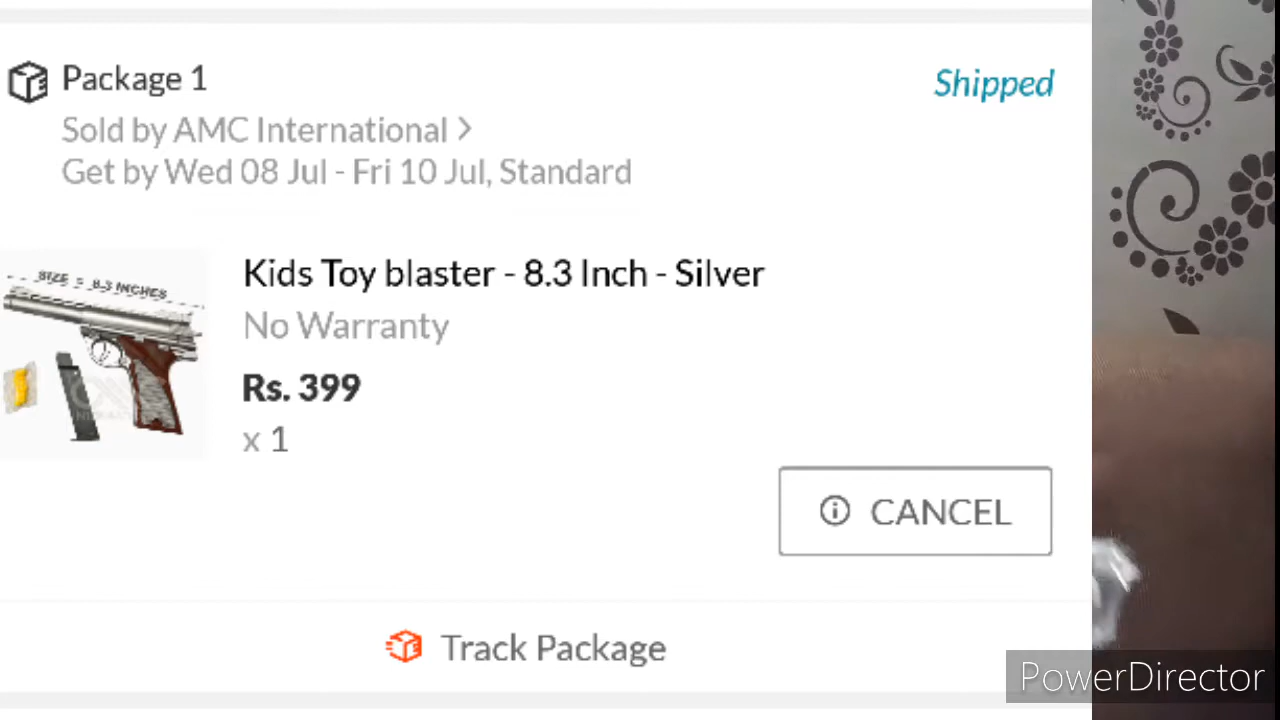 Package 1
Shipped
Sold by AMC International >
Get by Wed 08 Jul - Fri 10 Jul, Standard
SIZE = 8.3 INCHES
Kids Toy blaster - 8.3 Inch - Silver
No Warranty
Rs. 399
x 1
CANCEL
Track Package
PowerDirector